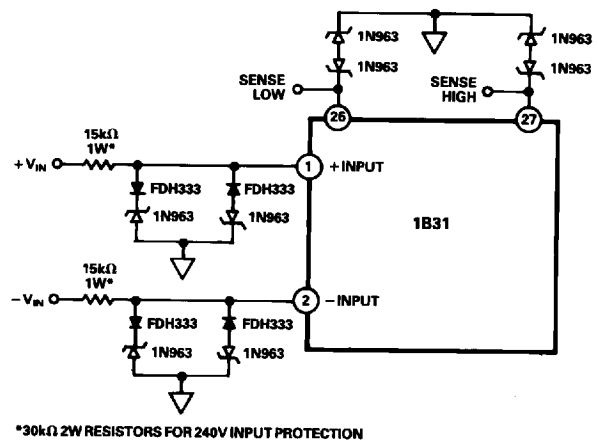 1N963
1N963
1N963
1N963
SENSE
LOW
SENSE
HIGH
26
27
15kΩ
1W*
+VIN
1
+INPUT
FDH333
FDH333
1N963
1N963
1B31
15kΩ
1W*
−VIN
2
−INPUT
FDH333
FDH333
1N963
1N963
*30kΩ 2W RESISTORS FOR 240V INPUT PROTECTION